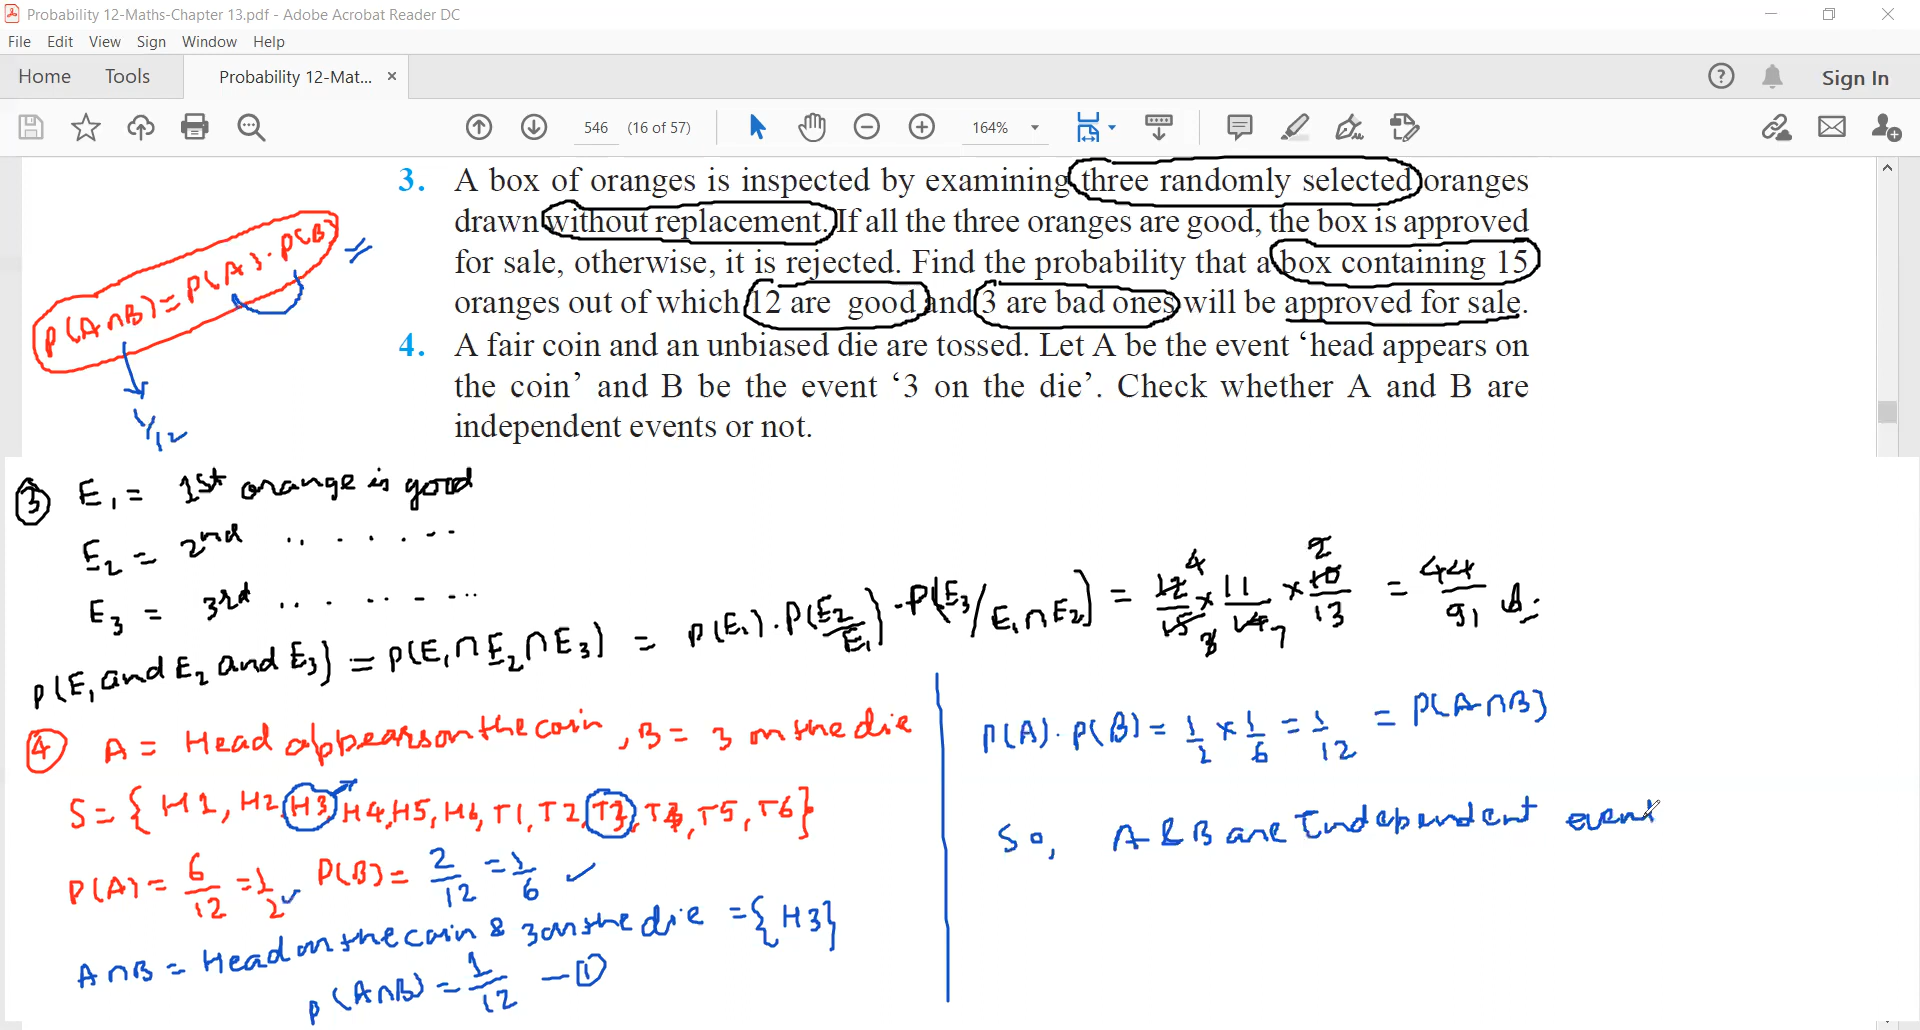 Probability 12-Maths-Chapter 13.pdf - Adobe Acrobat Reader DC
File Edit View Sign Window Help
Home Tools Probability 12-Mat... × Sign In
546 (16 of 57) 164%
3. A box of oranges is inspected by examining three randomly selected oranges
drawn without replacement. If all the three oranges are good, the box is approved
for sale, otherwise, it is rejected. Find the probability that a box containing 15
oranges out of which 12 are good and 3 are bad ones will be approved for sale.
4. A fair coin and an unbiased die are tossed. Let A be the event ‘head appears on
the coin’ and B be the event ‘3 on the die’. Check whether A and B are
independent events or not.
P(A∩B)=P(A).P(B)
1/12
③ E1 = 1st orange is good
E2 = 2nd .. . . . . .
E3 = 3rd .. . .. . - ..
P(E1 and E2 and E3) = P(E1∩E2∩E3) = P(E1).P(E2/E1).P(E3/E1∩E2) = 12/15 × 11/14 × 10/13 = 44/91
④ A = Head appears on the coin, B = 3 on the die
S = { H1, H2, H3, H4, H5, H6, T1, T2, T3, T4, T5, T6}
P(A) = 6/12 = 1/2 P(B) = 2/12 = 1/6
A∩B = Head on the coin & 3 on the die = {H3}
P(A∩B) = 1/12 — ①
P(A).P(B) = 1/2 × 1/6 = 1/12 = P(A∩B)
So, A & B are Independent event